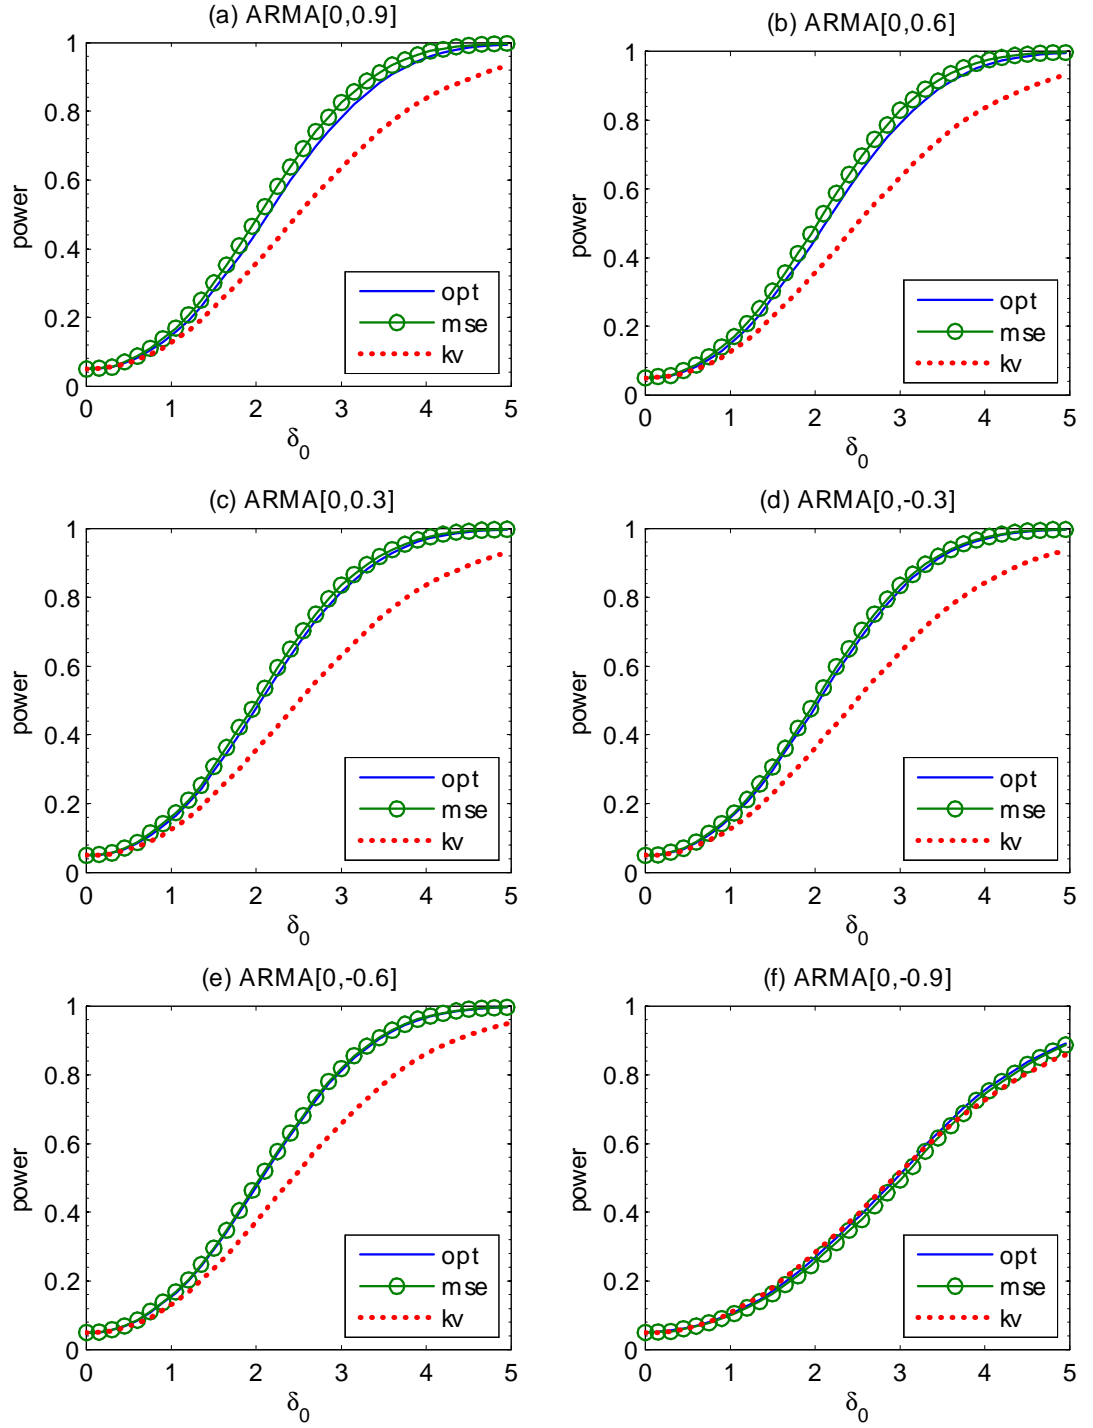 (a) ARMA[0,0.9]
1
0.8
0.6
0.4
0.2
0
power
opt
mse
kv
0 1 2 3 4 5
δ0
(b) ARMA[0,0.6]
1
0.8
0.6
0.4
0.2
0
power
opt
mse
kv
0 1 2 3 4 5
δ0
(c) ARMA[0,0.3]
1
0.8
0.6
0.4
0.2
0
power
opt
mse
kv
0 1 2 3 4 5
δ0
(d) ARMA[0,-0.3]
1
0.8
0.6
0.4
0.2
0
power
opt
mse
kv
0 1 2 3 4 5
δ0
(e) ARMA[0,-0.6]
1
0.8
0.6
0.4
0.2
0
power
opt
mse
kv
0 1 2 3 4 5
δ0
(f) ARMA[0,-0.9]
1
0.8
0.6
0.4
0.2
0
power
opt
mse
kv
0 1 2 3 4 5
δ0